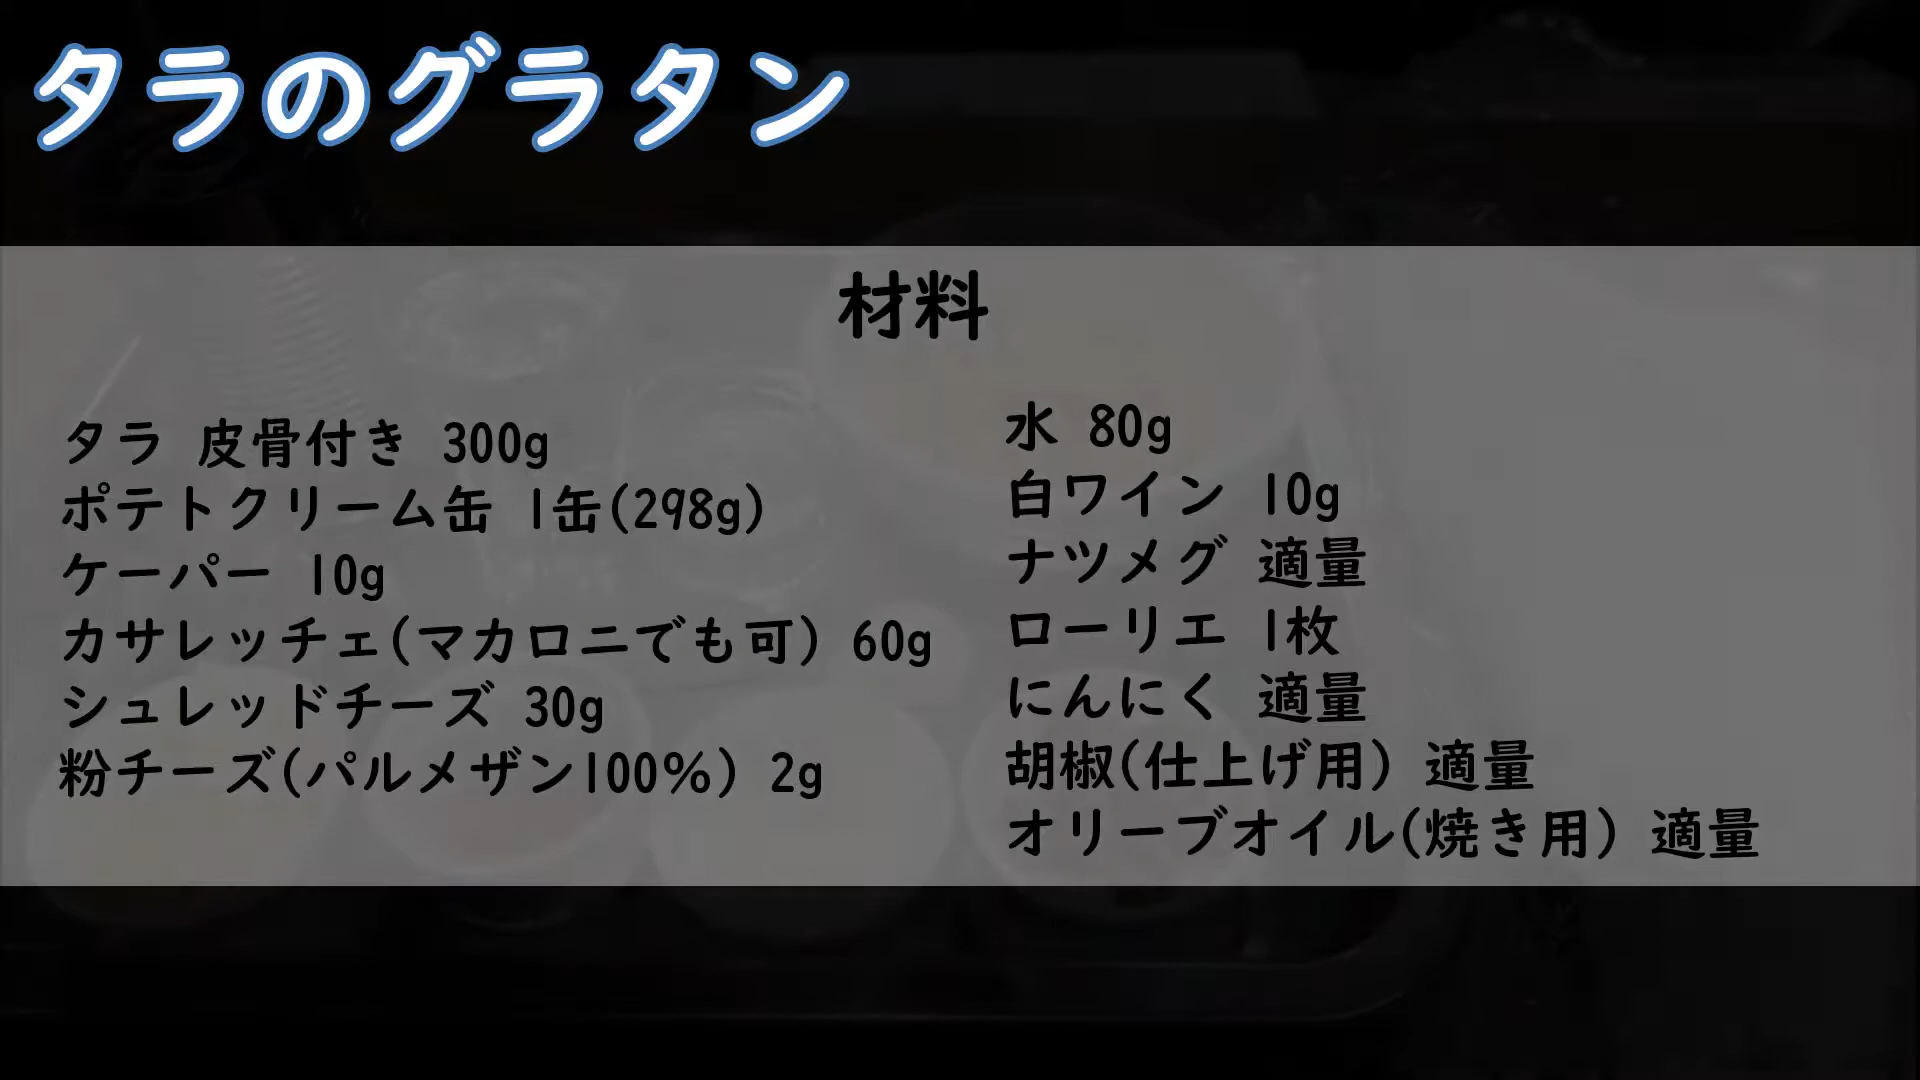 タラのグラタン
材料
タラ 皮骨付き 300g
ポテトクリーム缶 1缶(298g)
ケーパー 10g
カサレッチェ(マカロニでも可) 60g
シュレッドチーズ 30g
粉チーズ(パルメザン100%) 2g
水 80g
白ワイン 10g
ナツメグ 適量
ローリエ 1枚
にんにく 適量
胡椒(仕上げ用) 適量
オリーブオイル(焼き用) 適量